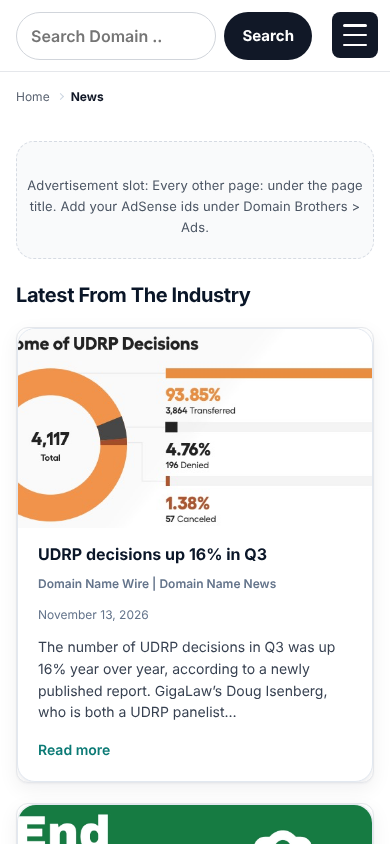 Search Domain ..
Search
Home > News
Advertisement slot: Every other page: under the page
title. Add your AdSense ids under Domain Brothers >
Ads.
Latest From The Industry
ome of UDRP Decisions
4,117
Total
93.85%
3,864 Transferred
4.76%
196 Denied
1.38%
57 Canceled
UDRP decisions up 16% in Q3
Domain Name Wire | Domain Name News
November 13, 2026
The number of UDRP decisions in Q3 was up
16% year over year, according to a newly
published report. GigaLaw’s Doug Isenberg,
who is both a UDRP panelist...
Read more
End